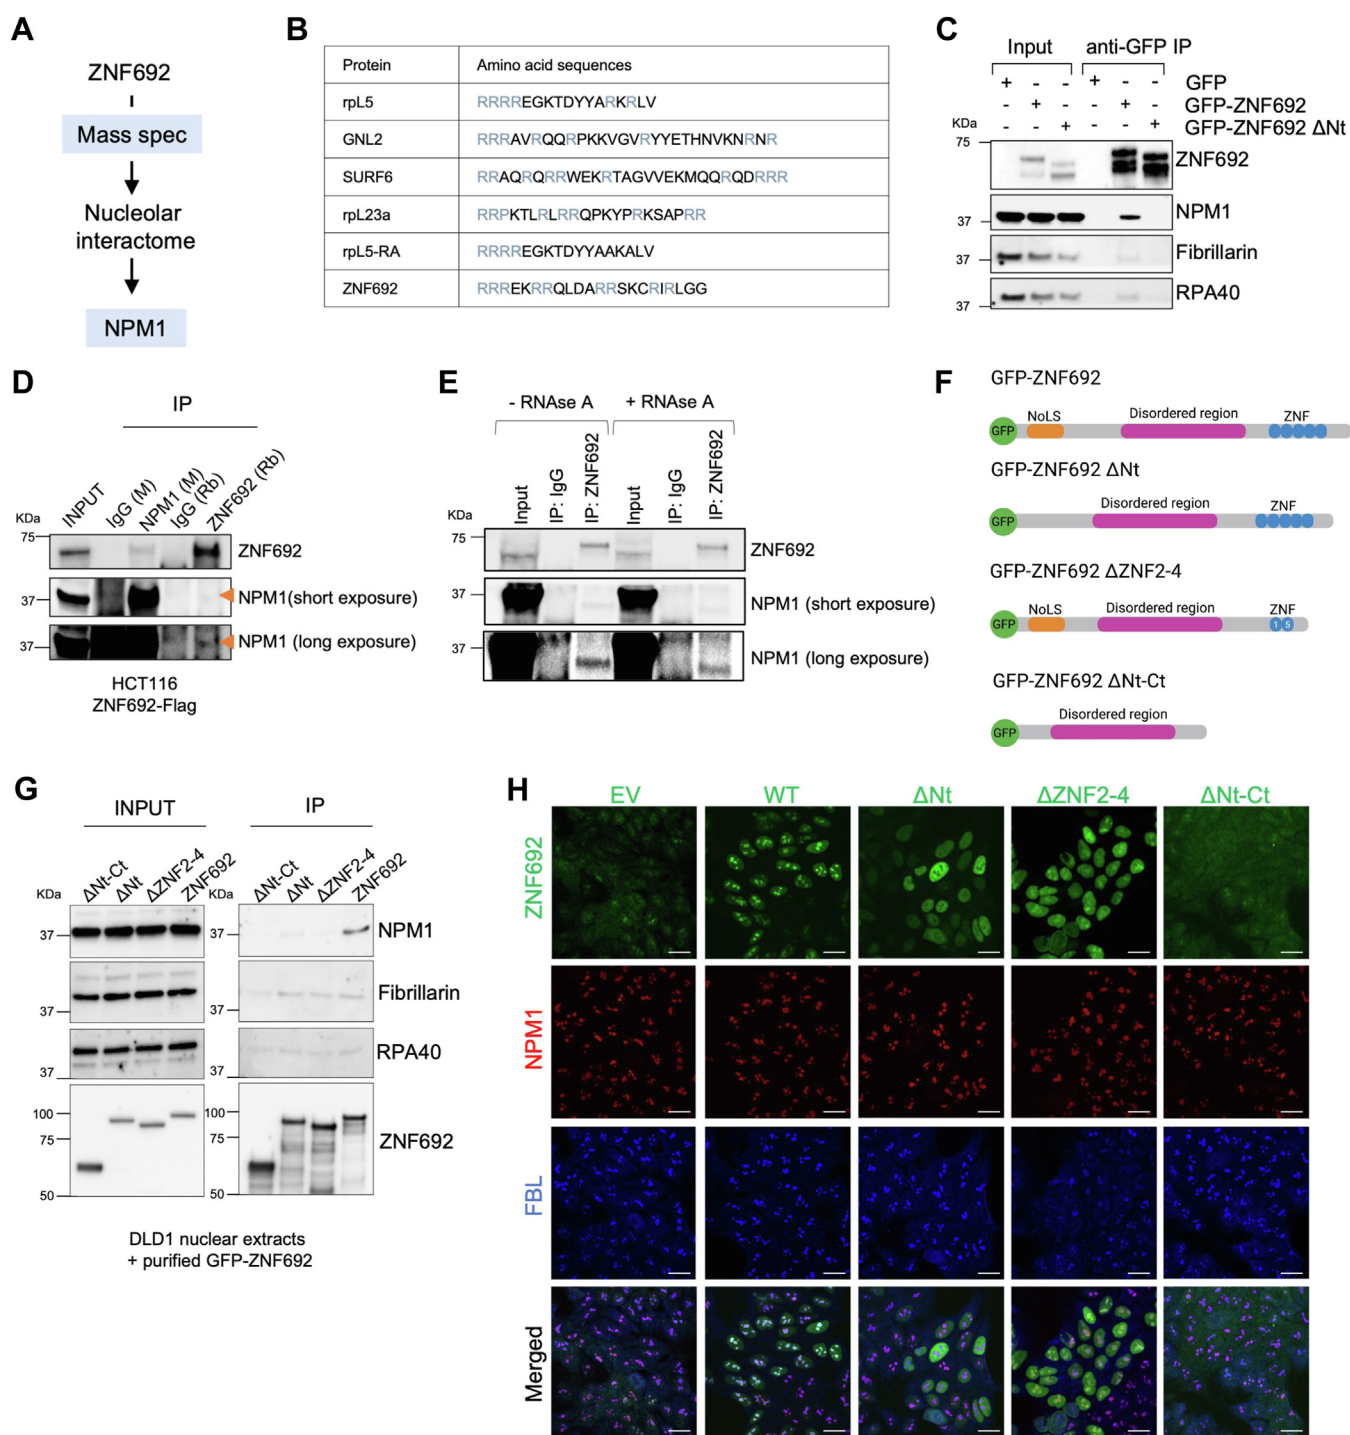 A
ZNF692
Mass spec
Nucleolar
interactome
NPM1
B
Protein Amino acid sequences
rpL5 RRRREGKTDYYARKRLV
GNL2 RRRAVRQQRPKKVGVRYYETHNVKNRNR
SURF6 RRAQRQRRWEKRTAGVVEKMQQRQDRRR
rpL23a RRPKTLRLRRQPKYPRKSAPRR
rpL5-RA RRRREGKTDYYAAKALV
ZNF692 RRREKRRQLDARRSKCRIRLGG
C
Input anti-GFP IP
+ - - + - - GFP
- + - - + - GFP-ZNF692
- - + - - + GFP-ZNF692 ΔNt
KDa
75
ZNF692
37 NPM1
37 Fibrillarin
37 RPA40
D
IP
INPUT IgG (M) NPM1 (M) IgG (Rb) ZNF692 (Rb)
KDa
75
ZNF692
37 NPM1(short exposure)
37 NPM1 (long exposure)
HCT116
ZNF692-Flag
E
- RNAse A + RNAse A
Input IP: IgG IP: ZNF692 Input IP: IgG IP: ZNF692
KDa
75
ZNF692
37 NPM1 (short exposure)
37 NPM1 (long exposure)
F
GFP-ZNF692
NoLS Disordered region ZNF
GFP
GFP-ZNF692 ΔNt
Disordered region ZNF
GFP
GFP-ZNF692 ΔZNF2-4
NoLS Disordered region ZNF
GFP 1 5
GFP-ZNF692 ΔNt-Ct
Disordered region
GFP
G
INPUT IP
ΔNt-Ct ΔNt ΔZNF2-4 ZNF692 ΔNt-Ct ΔNt ΔZNF2-4 ZNF692
KDa KDa
37 37 NPM1
37 37 Fibrillarin
37 37 RPA40
100 100
75 75 ZNF692
50 50
DLD1 nuclear extracts
+ purified GFP-ZNF692
H
EV WT ΔNt ΔZNF2-4 ΔNt-Ct
ZNF692
NPM1
FBL
Merged